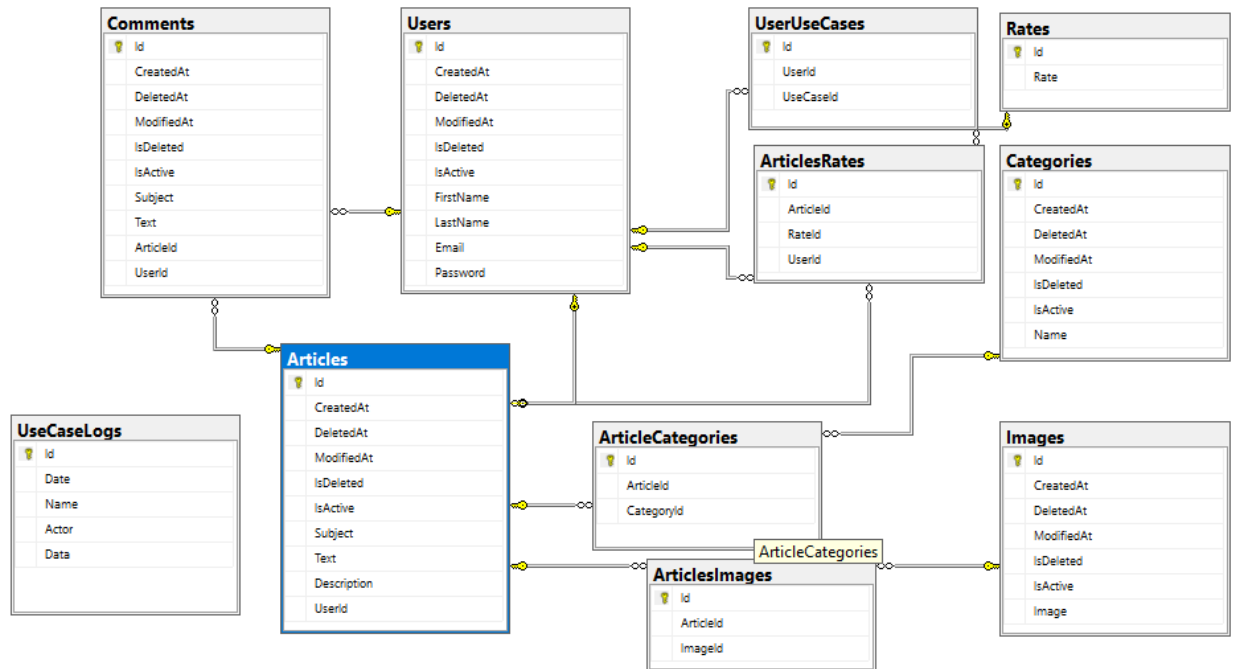 Comments
Id
CreatedAt
DeletedAt
ModifiedAt
IsDeleted
IsActive
Subject
Text
ArticleId
UserId
Users
Id
CreatedAt
DeletedAt
ModifiedAt
IsDeleted
IsActive
FirstName
LastName
Email
Password
UserUseCases
Id
UserId
UseCaseId
Rates
Id
Rate
ArticlesRates
Id
ArticleId
RateId
UserId
Categories
Id
CreatedAt
DeletedAt
ModifiedAt
IsDeleted
IsActive
Name
Articles
Id
CreatedAt
DeletedAt
ModifiedAt
IsDeleted
IsActive
Subject
Text
Description
UserId
UseCaseLogs
Id
Date
Name
Actor
Data
ArticleCategories
Id
ArticleId
CategoryId
ArticleCategories
ArticlesImages
Id
ArticleId
ImageId
Images
Id
CreatedAt
DeletedAt
ModifiedAt
IsDeleted
IsActive
Image